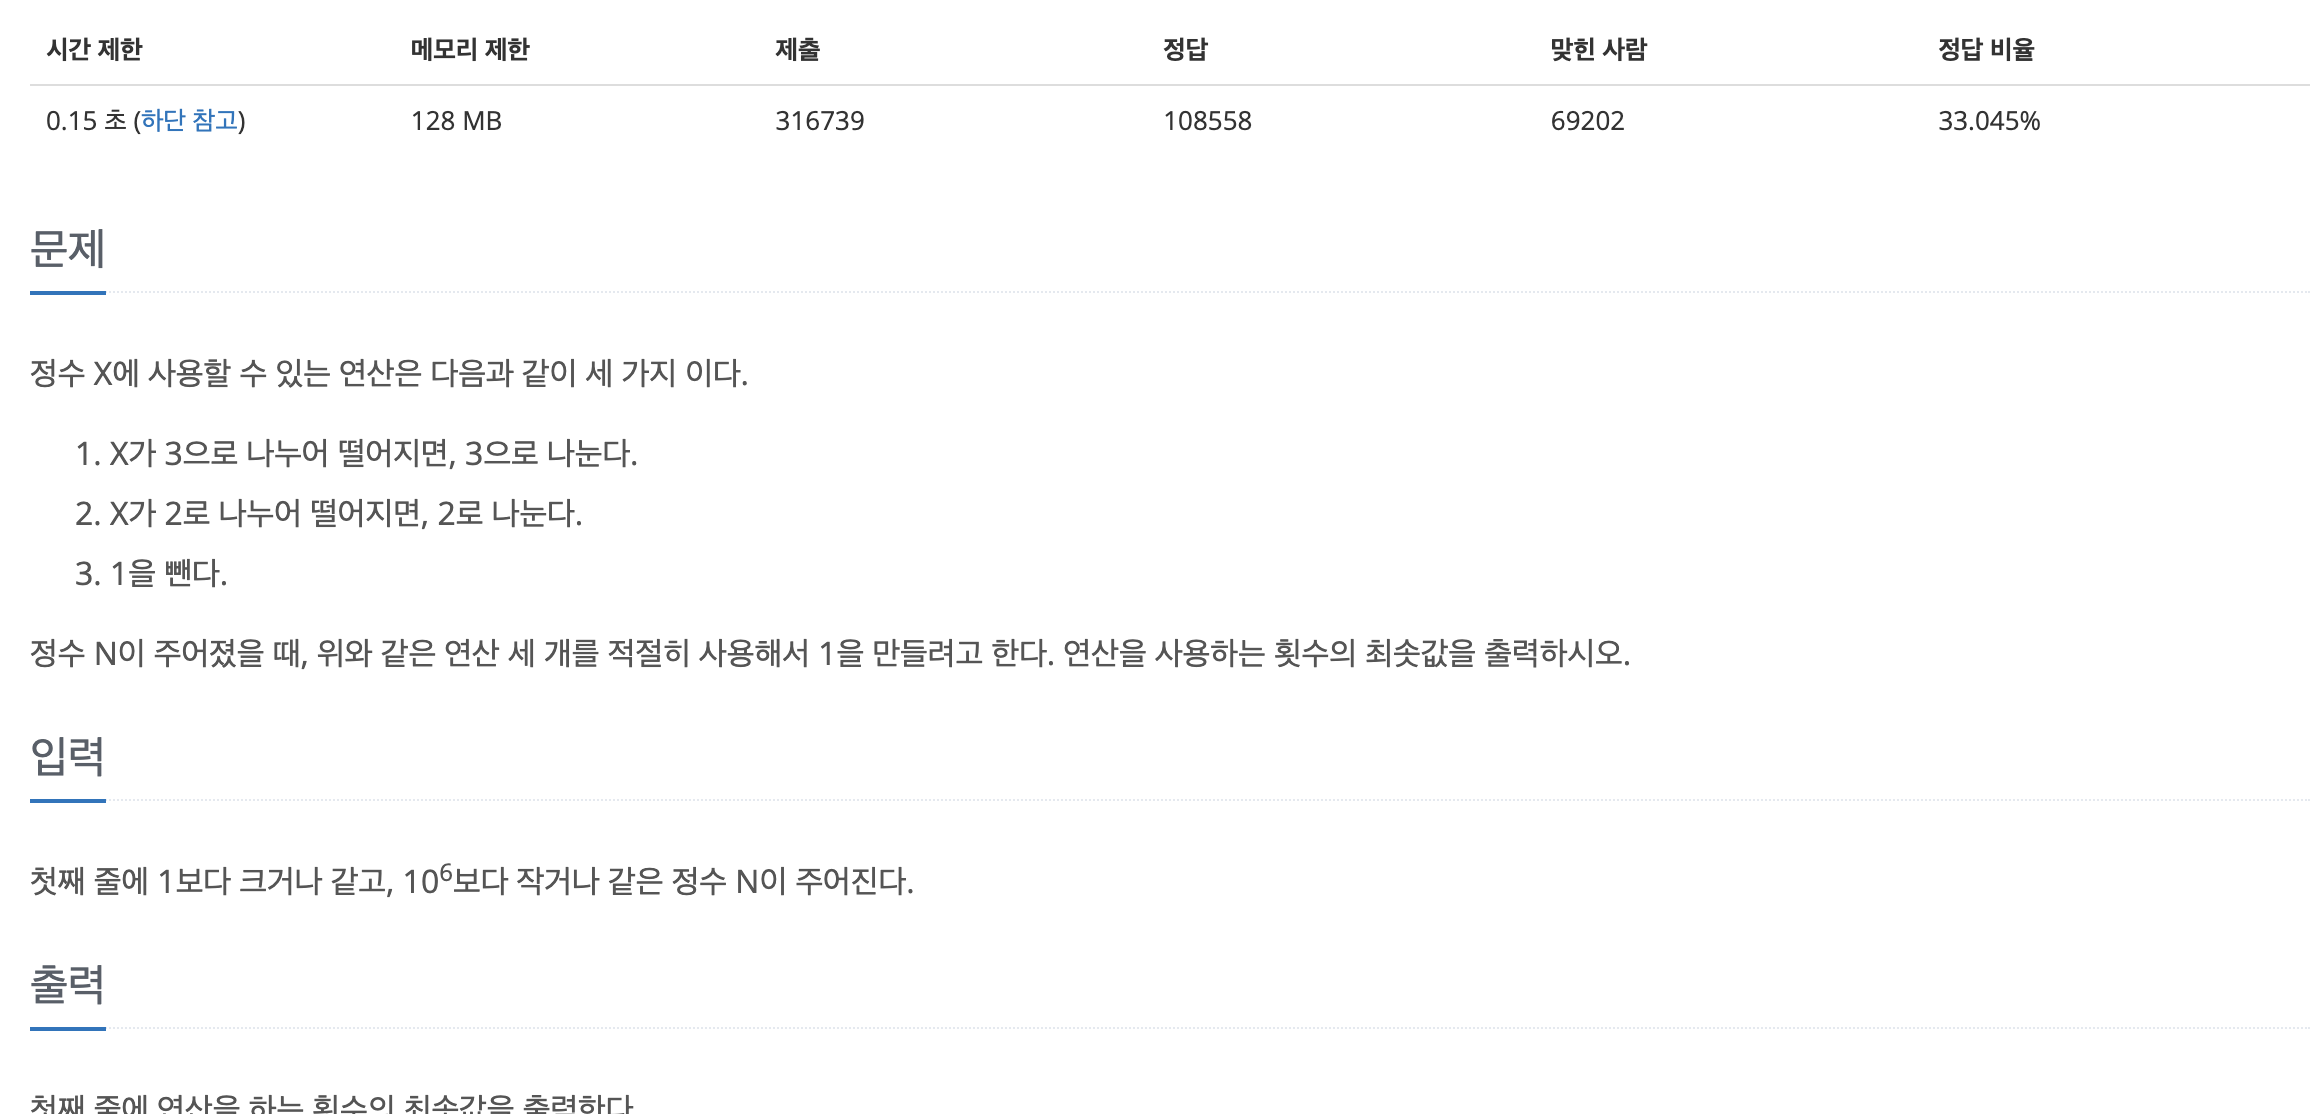 시간 제한 메모리 제한 제출 정답 맞힌 사람 정답 비율
0.15 초 (하단 참고) 128 MB 316739 108558 69202 33.045%
문제
정수 X에 사용할 수 있는 연산은 다음과 같이 세 가지 이다.
1. X가 3으로 나누어 떨어지면, 3으로 나눈다.
2. X가 2로 나누어 떨어지면, 2로 나눈다.
3. 1을 뺀다.
정수 N이 주어졌을 때, 위와 같은 연산 세 개를 적절히 사용해서 1을 만들려고 한다. 연산을 사용하는 횟수의 최솟값을 출력하시오.
입력
첫째 줄에 1보다 크거나 같고, 10⁶보다 작거나 같은 정수 N이 주어진다.
출력
첫째 줄에 연산을 하는 횟수의 최솟값을 출력한다.